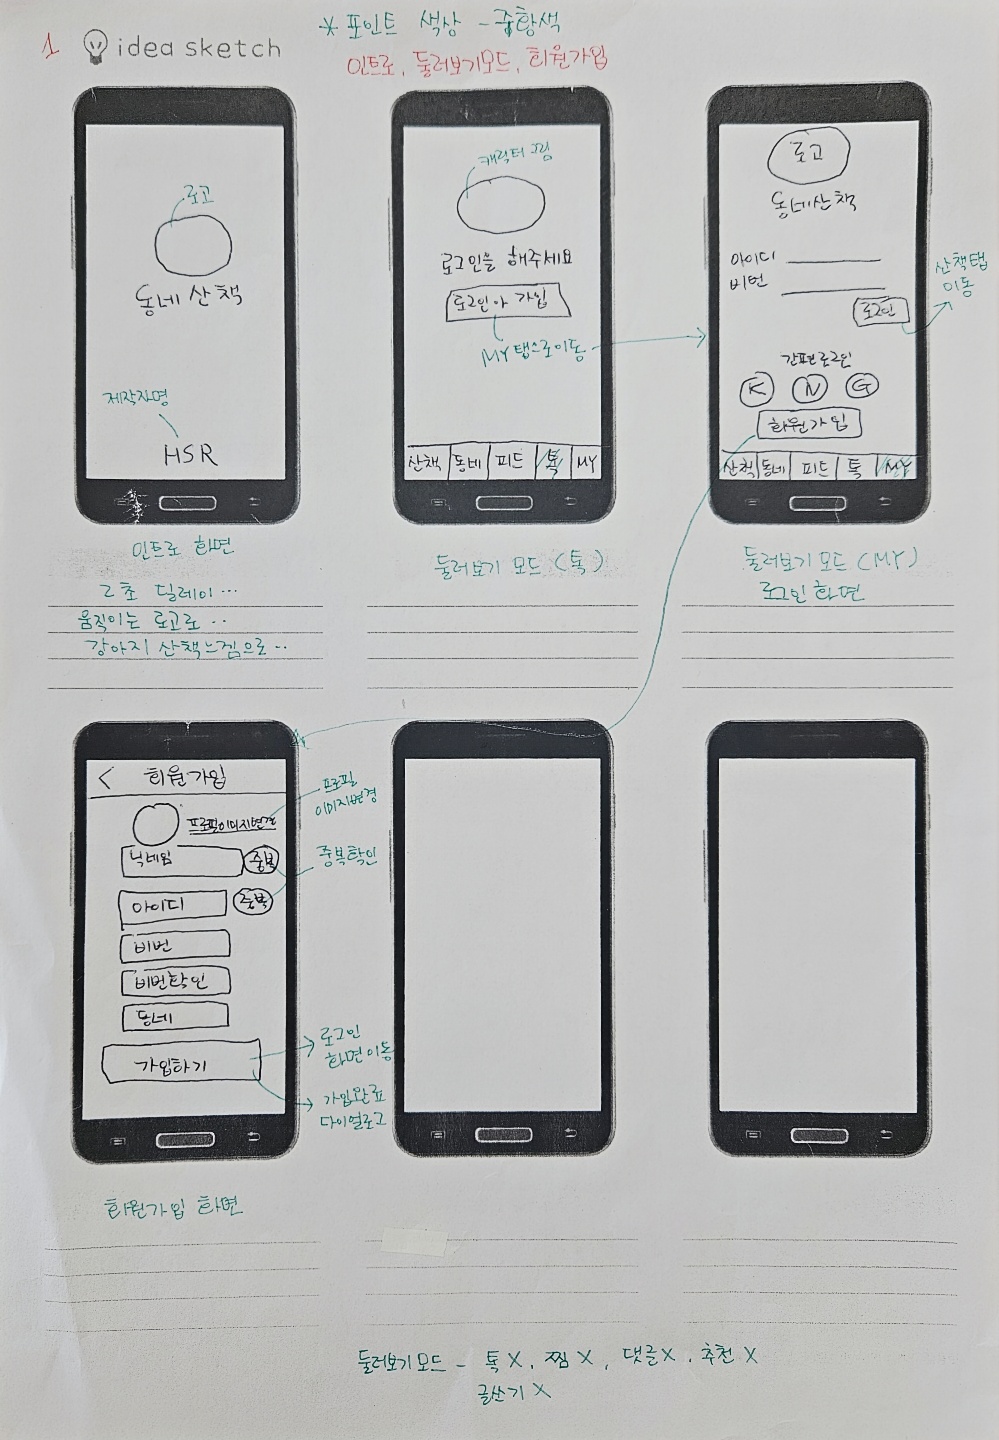 1 idea sketch
* 포인트 색상 - 주황색
인트로, 둘러보기모드, 회원가입
로고
동네산책
제작자명
HSR
인트로 화면
2초 딜레이...
움직이는 로고로..
강아지 산책느낌으로..
로그인을 해주세요
MY탭으로이동
산책 동네 피드 톡 MY
둘러보기 모드 (톡)
로고
동네산책
아이디
비번
로그인
산책탭
이동
간편로그인
K N G
회원가입
산책 동네 피드 톡 MY
둘러보기 모드 (MY)
로그인 화면
< 회원가입
프로필이미지변경
프로필
이미지변경
닉네임 중복
중복확인
아이디 중복
비번
비번확인
동네
가입하기
로그인
화면이동
가입완료
다이얼로그
회원가입 화면
둘러보기모드 - 톡 X, 찜 X, 댓글 X, 추천 X
글쓰기 X